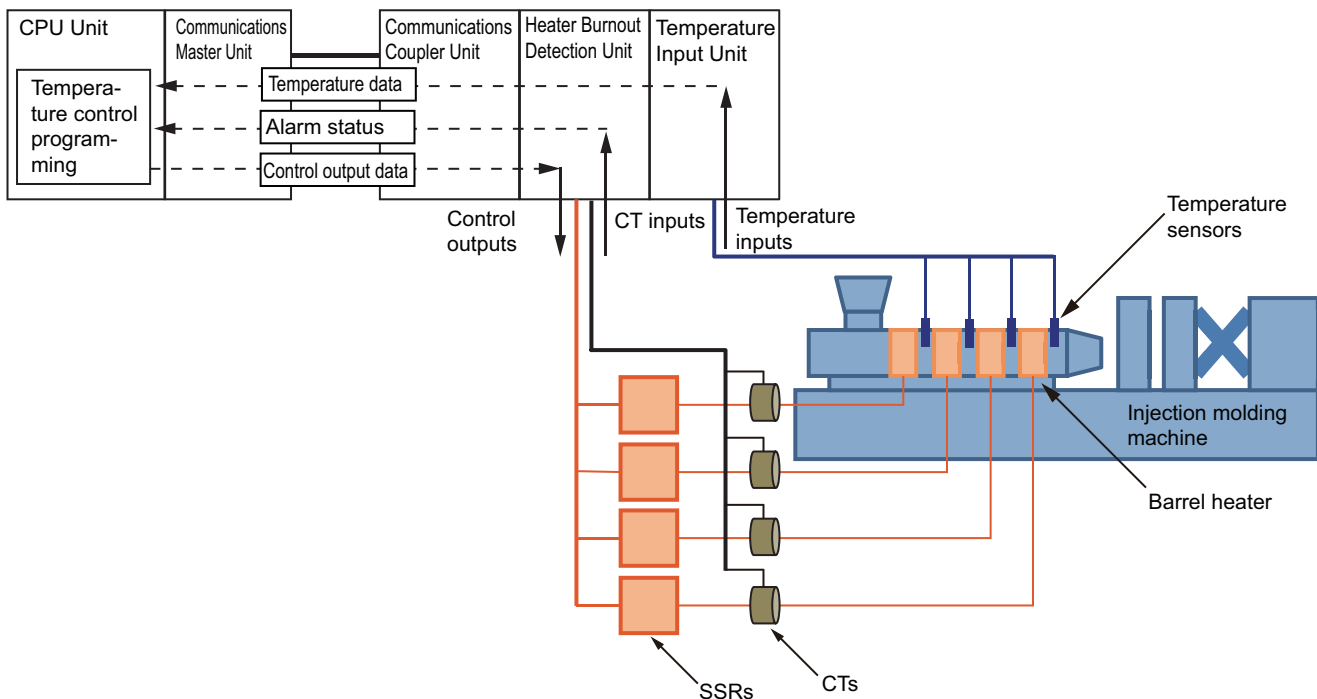 CPU Unit
Communications
Master Unit
Communications
Coupler Unit
Heater Burnout
Detection Unit
Temperature
Input Unit
Tempera-
ture control
program-
ming
Temperature data
Alarm status
Control output data
Control
outputs
CT inputs
Temperature
inputs
Temperature
sensors
Injection molding
machine
Barrel heater
SSRs
CTs